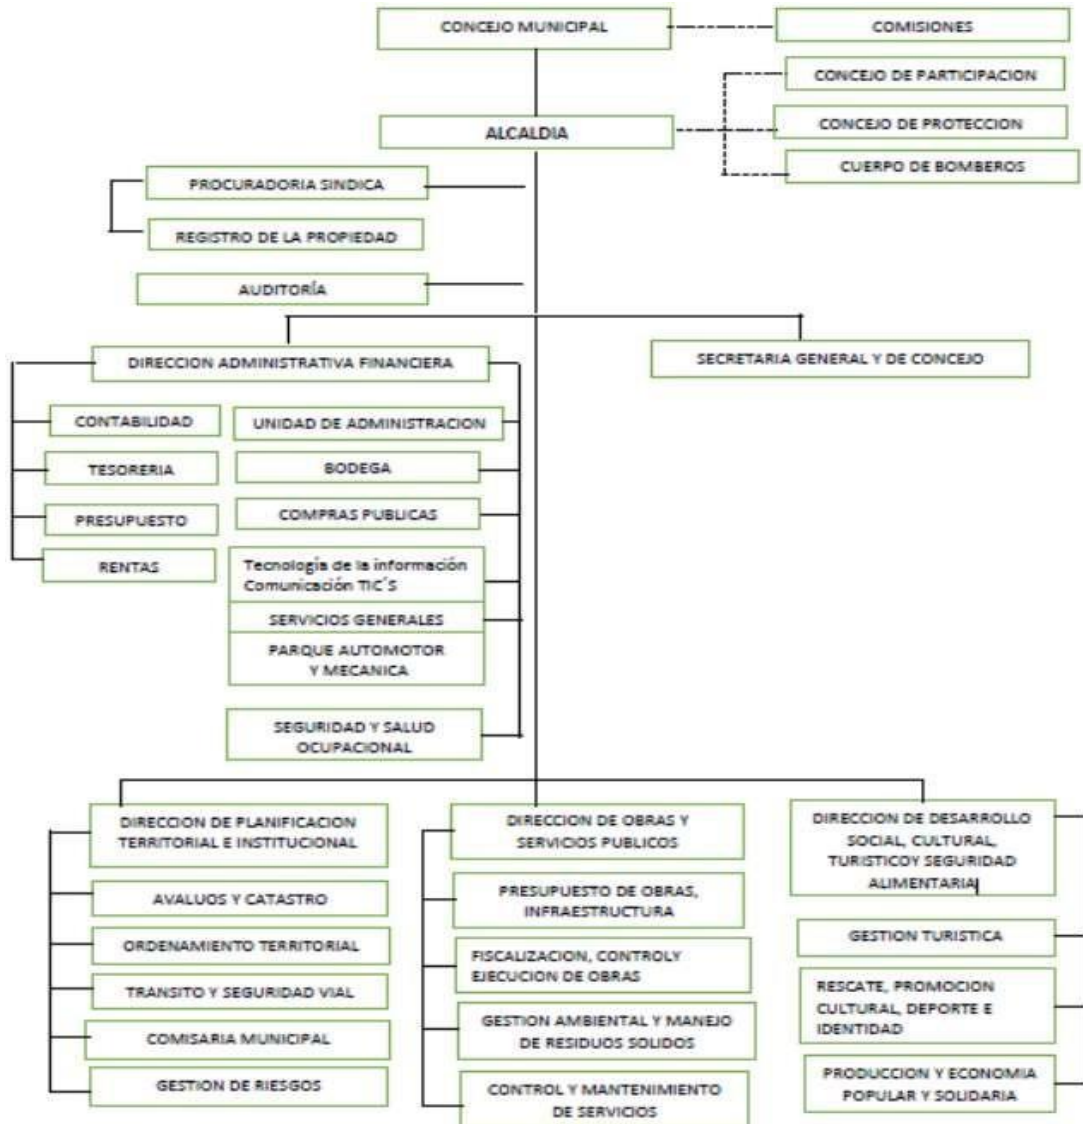 CONCEJO MUNICIPAL
COMISIONES
CONCEJO DE PARTICIPACION
ALCALDIA
CONCEJO DE PROTECCION
CUERPO DE BOMBEROS
PROCURADORIA SINDICA
REGISTRO DE LA PROPIEDAD
AUDITORÍA
DIRECCION ADMINISTRATIVA FINANCIERA
SECRETARIA GENERAL Y DE CONCEJO
CONTABILIDAD
TESORERIA
PRESUPUESTO
RENTAS
UNIDAD DE ADMINISTRACION
BODEGA
COMPRAS PUBLICAS
Tecnología de la información
Comunicación TIC´S
SERVICIOS GENERALES
PARQUE AUTOMOTOR
Y MECANICA
SEGURIDAD Y SALUD
OCUPACIONAL
DIRECCION DE PLANIFICACION
TERRITORIAL E INSTITUCIONAL
AVALUOS Y CATASTRO
ORDENAMIENTO TERRITORIAL
TRANSITO Y SEGURIDAD VIAL
COMISARIA MUNICIPAL
GESTION DE RIESGOS
DIRECCION DE OBRAS Y
SERVICIOS PUBLICOS
PRESUPUESTO DE OBRAS,
INFRAESTRUCTURA
FISCALIZACION, CONTROLY
EJECUCION DE OBRAS
GESTION AMBIENTAL Y MANEJO
DE RESIDUOS SOLIDOS
CONTROL Y MANTENIMIENTO
DE SERVICIOS
DIRECCION DE DESARROLLO
SOCIAL, CULTURAL,
TURISTICOY SEGURIDAD
ALIMENTARIA
GESTION TURISTICA
RESCATE, PROMOCION
CULTURAL, DEPORTE E
IDENTIDAD
PRODUCCION Y ECONOMIA
POPULAR Y SOLIDARIA